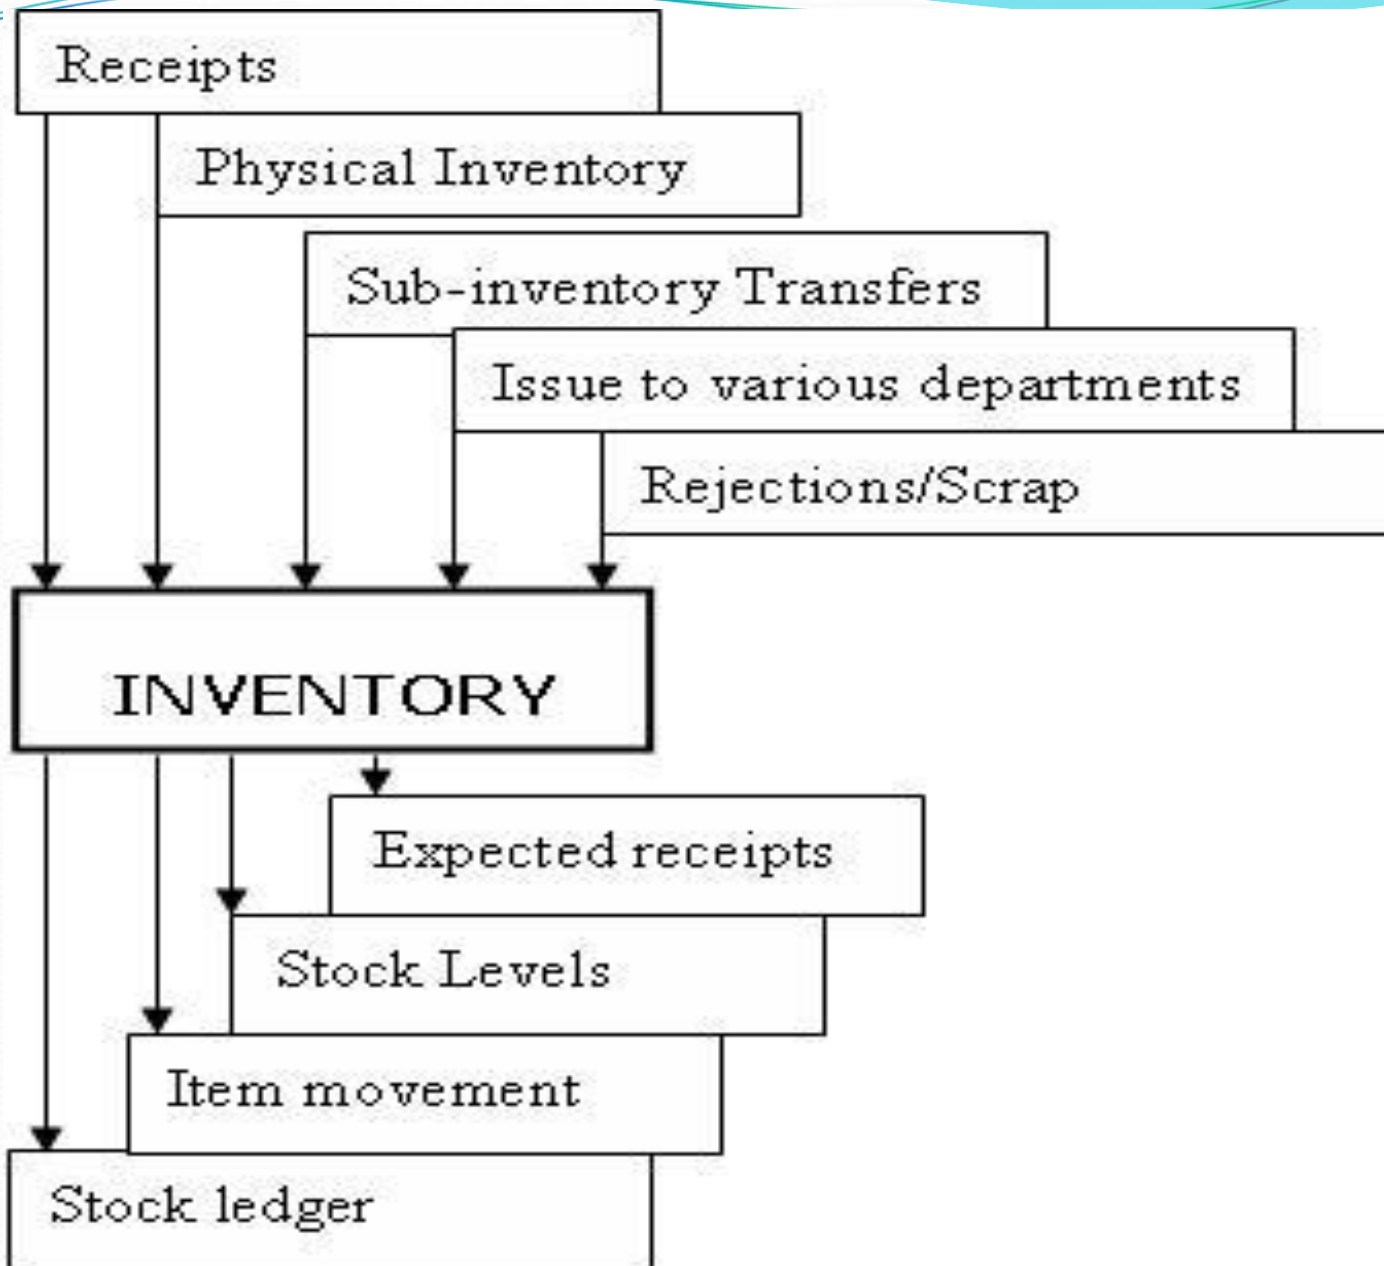 Receipts
Physical Inventory
Sub-inventory Transfers
Issue to various departments
Rejections/Scrap
INVENTORY
Expected receipts
Stock Levels
Item movement
Stock ledger